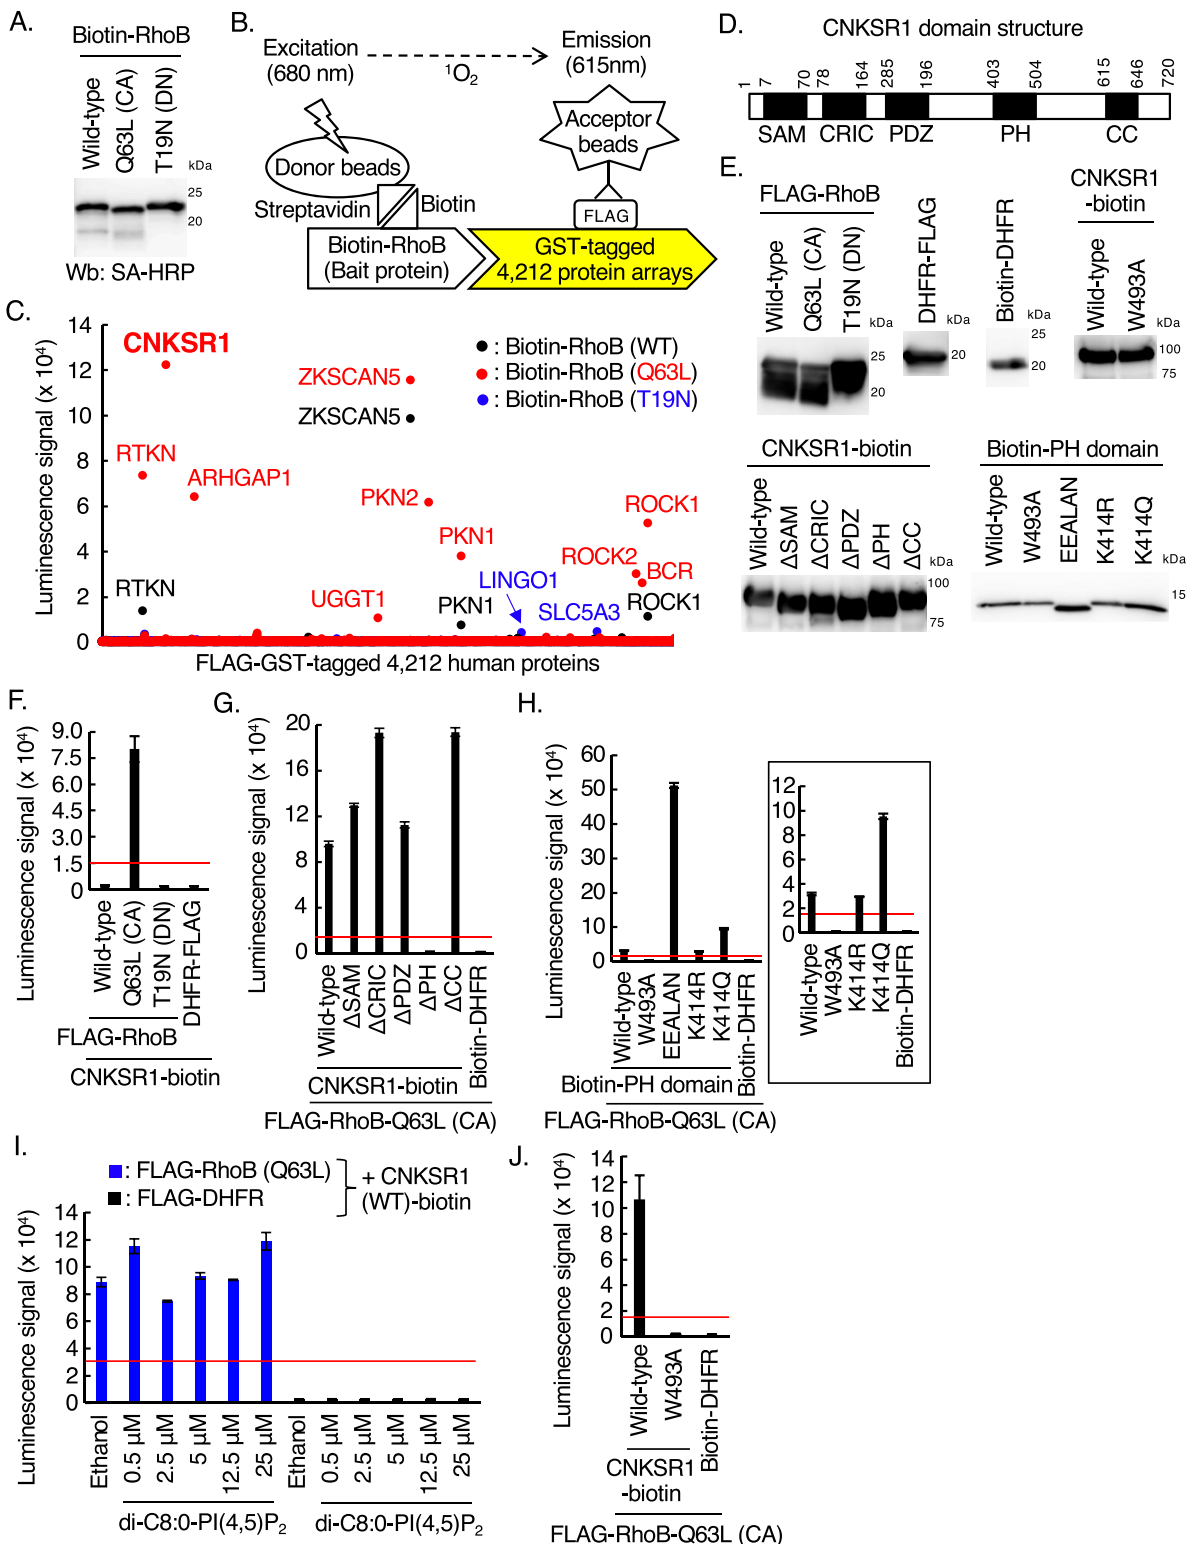 A.
Biotin-RhoB
Wild-type
Q63L (CA)
T19N (DN)
kDa
25
20
Wb: SA-HRP
B.
Excitation
(680 nm)
¹O₂
Emission
(615nm)
Donor beads
Acceptor
beads
Streptavidin
Biotin
FLAG
Biotin-RhoB
(Bait protein)
GST-tagged
4,212 protein arrays
C.
Luminescence signal (x 10⁴)
14
12
10
8
6
4
2
0
CNKSR1
ZKSCAN5
ZKSCAN5
: Biotin-RhoB (WT)
: Biotin-RhoB (Q63L)
: Biotin-RhoB (T19N)
RTKN
ARHGAP1
PKN2
PKN1
ROCK1
ROCK2
BCR
LINGO1
RTKN
UGGT1
PKN1
SLC5A3
ROCK1
FLAG-GST-tagged 4,212 human proteins
D.
CNKSR1 domain structure
1
7
70
78
164
285
196
403
504
615
646
720
SAM
CRIC
PDZ
PH
CC
E.
FLAG-RhoB
Wild-type
Q63L (CA)
T19N (DN)
kDa
25
20
DHFR-FLAG
kDa
20
Biotin-DHFR
kDa
25
20
CNKSR1
-biotin
Wild-type
W493A
kDa
100
75
CNKSR1-biotin
Wild-type
ΔSAM
ΔCRIC
ΔPDZ
ΔPH
ΔCC
kDa
100
75
Biotin-PH domain
Wild-type
W493A
EEALAN
K414R
K414Q
kDa
15
F.
Luminescence signal (x 10⁴)
9.0
7.5
6.0
4.5
3.0
1.5
0
Wild-type
Q63L (CA)
T19N (DN)
DHFR-FLAG
FLAG-RhoB
CNKSR1-biotin
G.
Luminescence signal (x 10⁴)
20
16
12
8
4
0
Wild-type
ΔSAM
ΔCRIC
ΔPDZ
ΔPH
ΔCC
Biotin-DHFR
CNKSR1-biotin
FLAG-RhoB-Q63L (CA)
H.
Luminescence signal (x 10⁴)
60
50
40
30
20
10
0
Wild-type
W493A
EEALAN
K414R
K414Q
Biotin-DHFR
Biotin-PH domain
FLAG-RhoB-Q63L (CA)
12
10
8
6
4
2
0
Wild-type
W493A
K414R
K414Q
Biotin-DHFR
I.
: FLAG-RhoB (Q63L)
: FLAG-DHFR
+ CNKSR1
(WT)-biotin
Luminescence signal (x 10⁴)
14
12
10
8
6
4
2
0
Ethanol
0.5 µM
2.5 µM
5 µM
12.5 µM
25 µM
Ethanol
0.5 µM
2.5 µM
5 µM
12.5 µM
25 µM
di-C8:0-PI(4,5)P₂
di-C8:0-PI(4,5)P₂
J.
Luminescence signal (x 10⁴)
14
12
10
8
6
4
2
0
Wild-type
W493A
Biotin-DHFR
CNKSR1
-biotin
FLAG-RhoB-Q63L (CA)